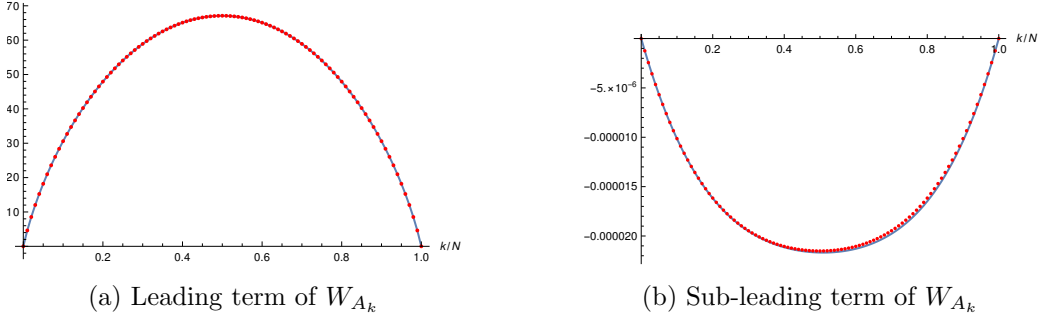 70
60
50
40
30
20
10
0.2 0.4 0.6 0.8 1.0
k/N
(a) Leading term of W_{A_k}
0.2 0.4 0.6 0.8 1.0
k/N
-5.×10^{-6}
-0.000010
-0.000015
-0.000020
(b) Sub-leading term of W_{A_k}